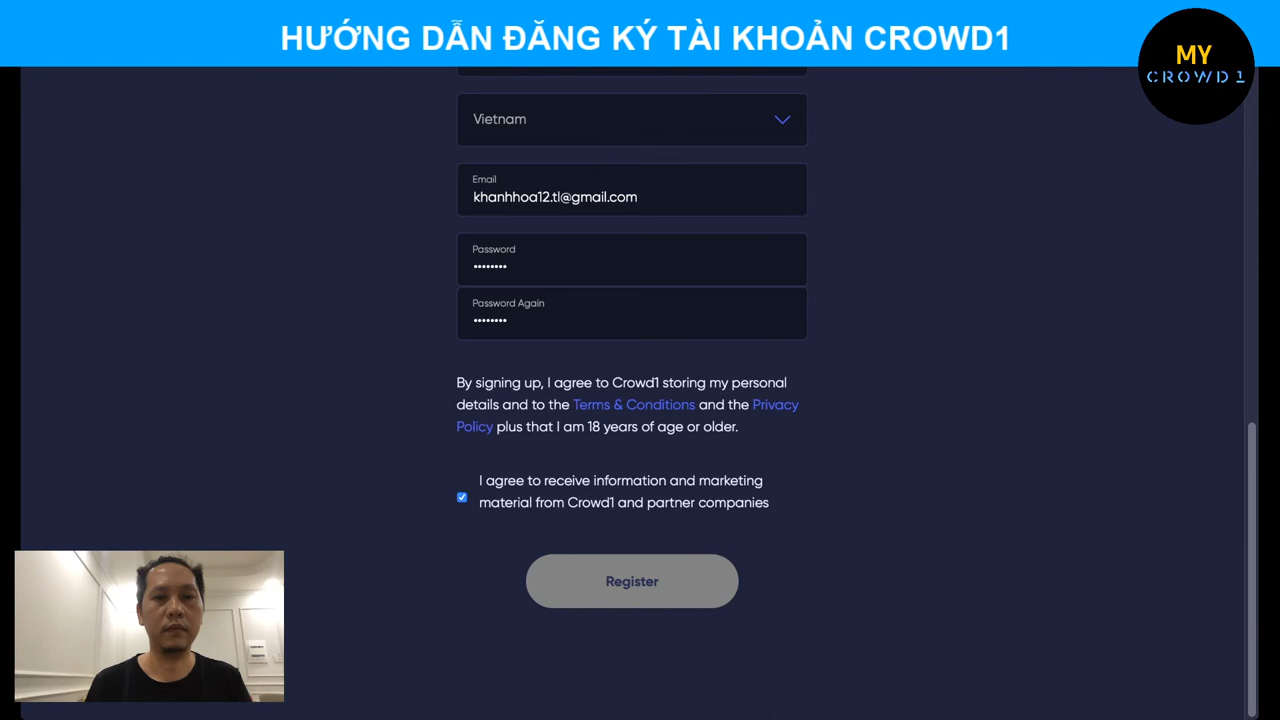 HƯỚNG DẪN ĐĂNG KÝ TÀI KHOẢN CROWD1
MY
CROWD1
Vietnam
Email
khanhhoa12.tl@gmail.com
Password
••••••••
Password Again
••••••••
By signing up, I agree to Crowd1 storing my personal
details and to the Terms & Conditions and the Privacy
Policy plus that I am 18 years of age or older.
I agree to receive information and marketing
material from Crowd1 and partner companies
Register